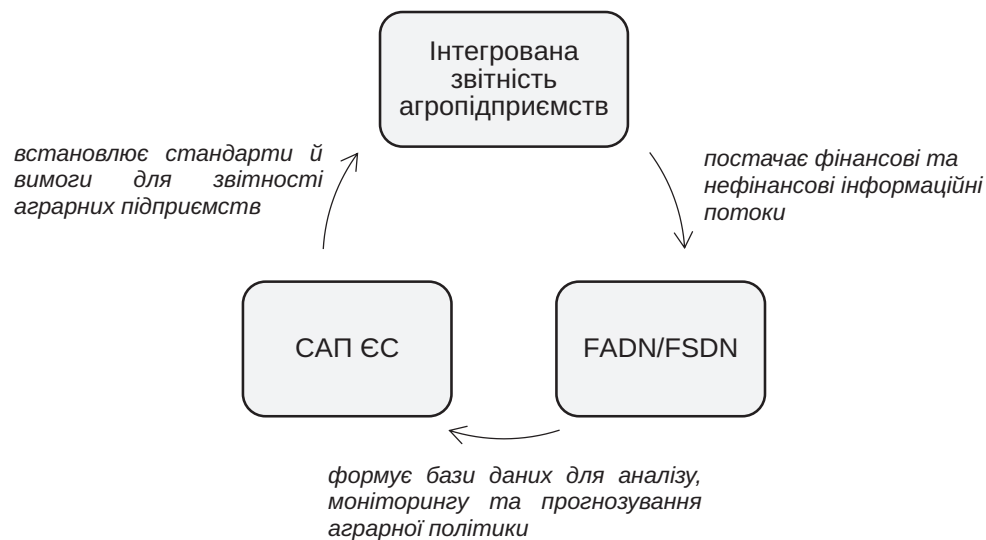 Інтегрована
звітність
агропідприємств
встановлює стандарти й
вимоги для звітності
аграрних підприємств
постачає фінансові та
нефінансові інформаційні
потоки
САП ЄС
FADN/FSDN
формує бази даних для аналізу,
моніторингу та прогнозування
аграрної політики